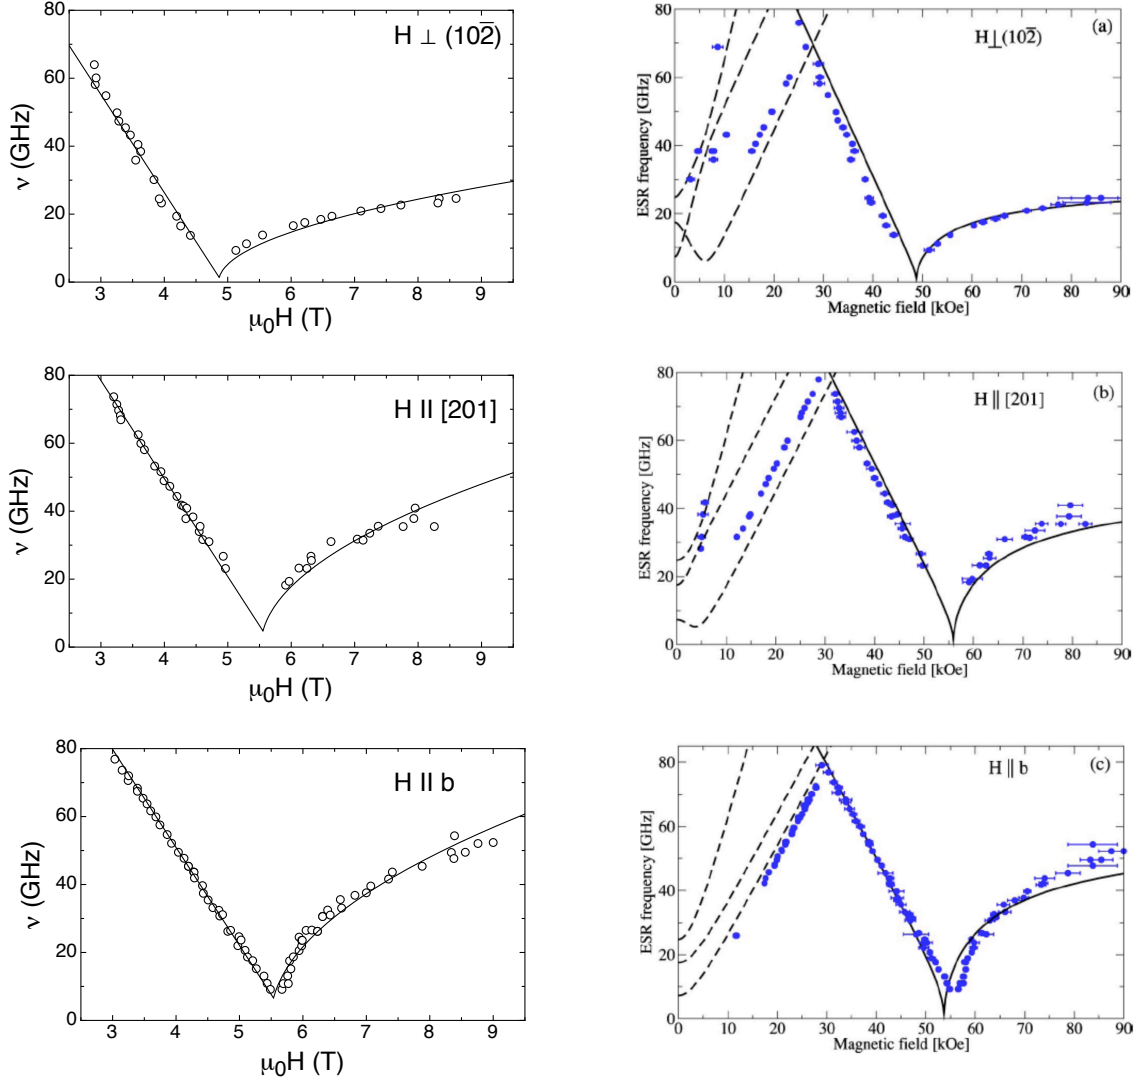 H ⊥ (102̅)
ν (GHz)
80
60
40
20
0
3 4 5 6 7 8 9
μ₀H (T)
(a)
H⊥(102̅)
ESR frequency [GHz]
80
60
40
20
0
0 10 20 30 40 50 60 70 80 90
Magnetic field [kOe]
H II [201]
ν (GHz)
80
60
40
20
0
3 4 5 6 7 8 9
μ₀H (T)
(b)
H || [201]
ESR frequency [GHz]
80
60
40
20
0
0 10 20 30 40 50 60 70 80 90
Magnetic field [kOe]
H II b
ν (GHz)
80
60
40
20
0
3 4 5 6 7 8 9
μ₀H (T)
(c)
H || b
ESR frequency [GHz]
80
60
40
20
0
0 10 20 30 40 50 60 70 80 90
Magnetic field [kOe]